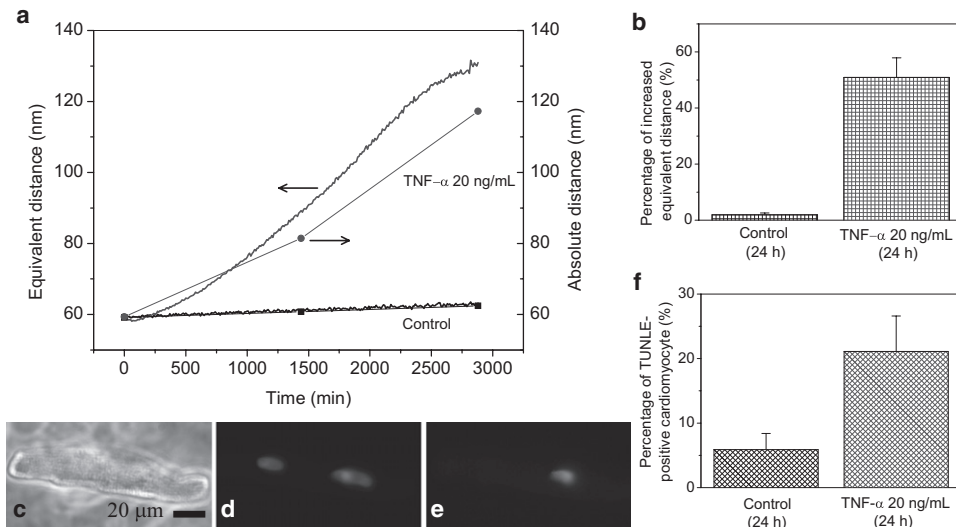 a
140
120
100
80
60
Equivalent distance (nm)
140
120
100
80
60
Absolute distance (nm)
TNF–α 20 ng/mL
Control
0 500 1000 1500 2000 2500 3000
Time (min)
b
60
40
20
0
Percentage of increased
equivalent distance (%)
Control
(24 h)
TNF–α 20 ng/mL
(24 h)
c
20 μm
d
e
f
30
20
10
0
Percentage of TUNLE-
positive cardiomyocyte (%)
Control
(24 h)
TNF-α 20 ng/mL
(24 h)